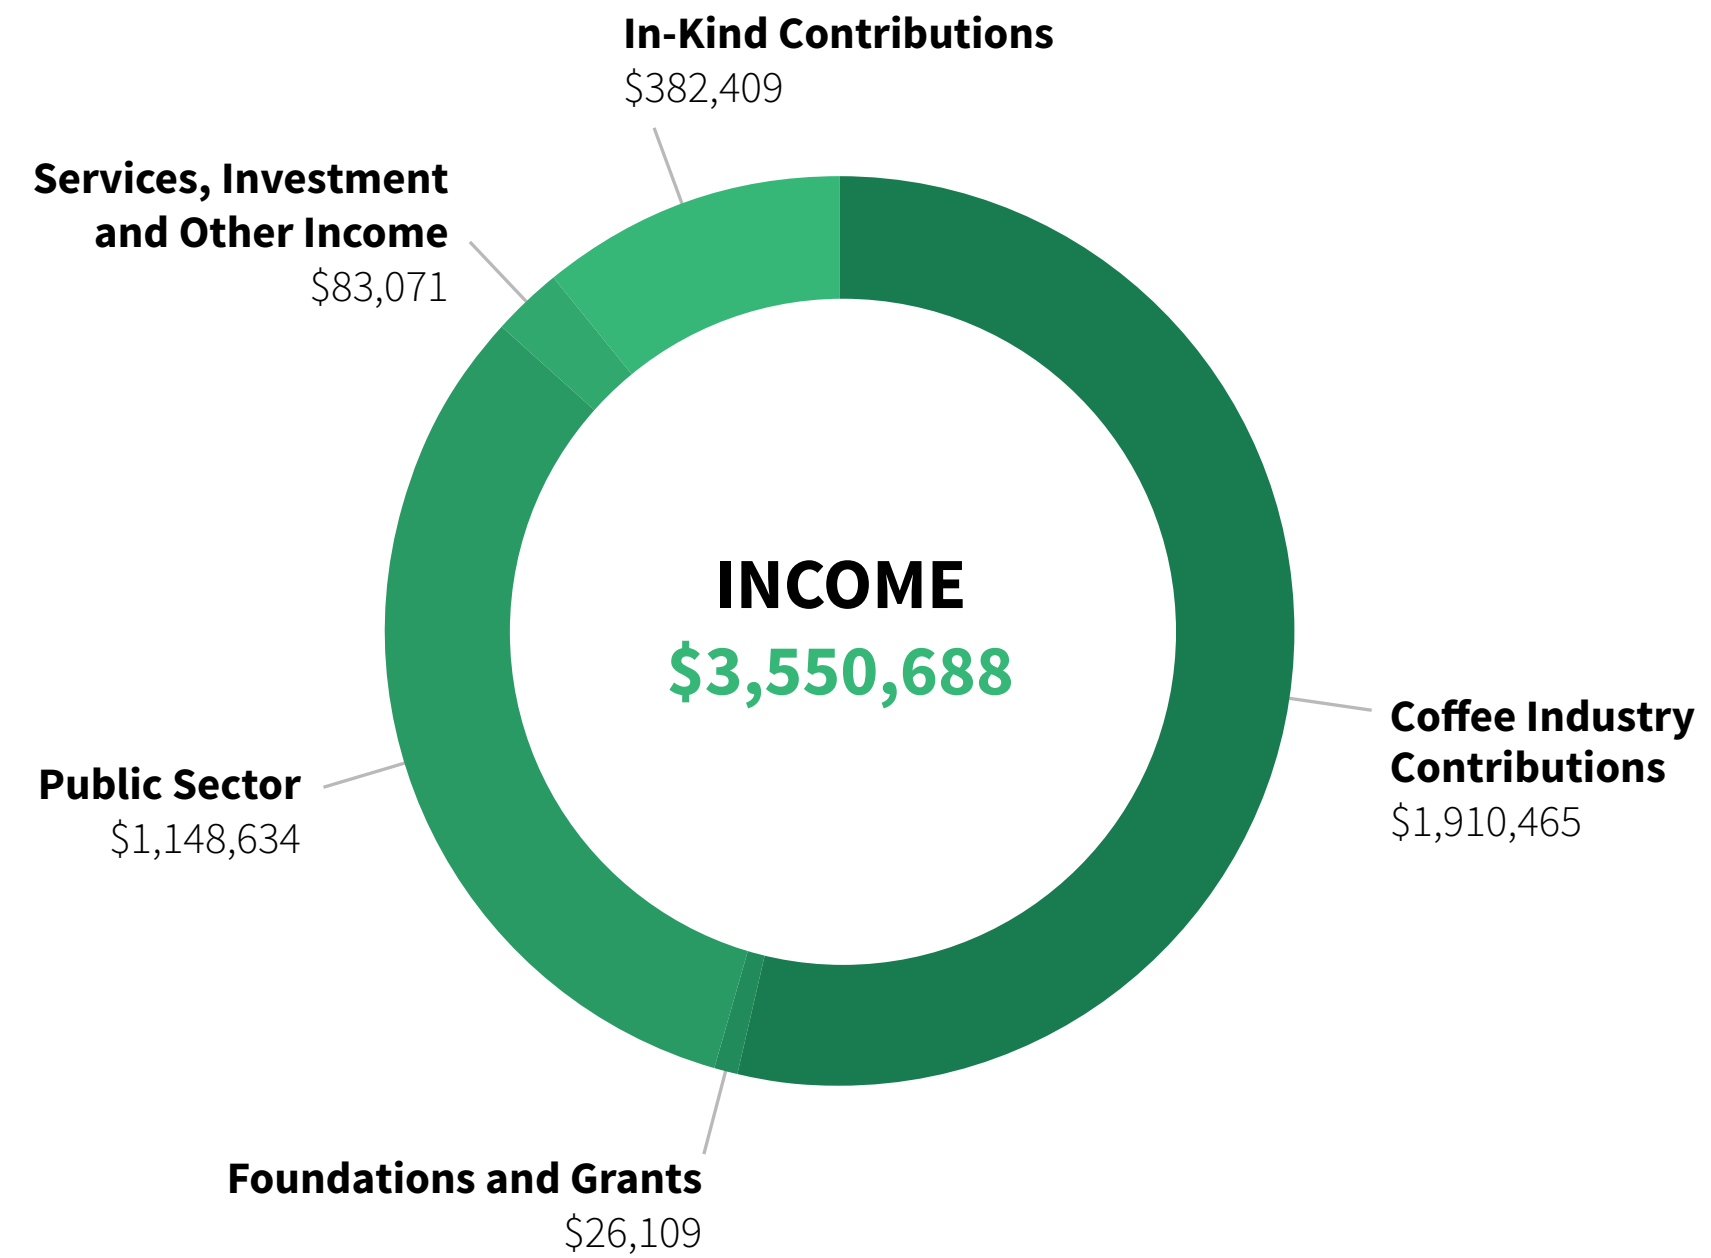 In-Kind Contributions
$382,409
Services, Investment
and Other Income
$83,071
INCOME
$3,550,688
Coffee Industry
Contributions
$1,910,465
Public Sector
$1,148,634
Foundations and Grants
$26,109